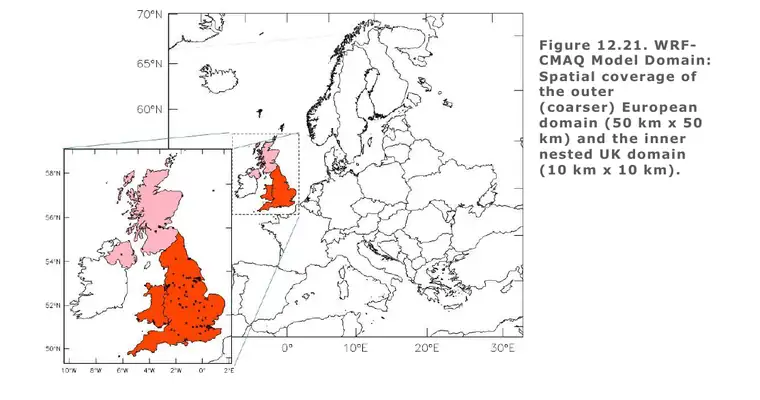 70°N
65°N
60°N
0°
10°E
20°E
30°E
58°N
56°N
54°N
52°N
50°N
10°W
8°W
6°W
4°W
2°W
0°
2°E
Figure 12.21. WRF-
CMAQ Model Domain:
Spatial coverage of
the outer
(coarser) European
domain (50 km x 50
km) and the inner
nested UK domain
(10 km x 10 km).